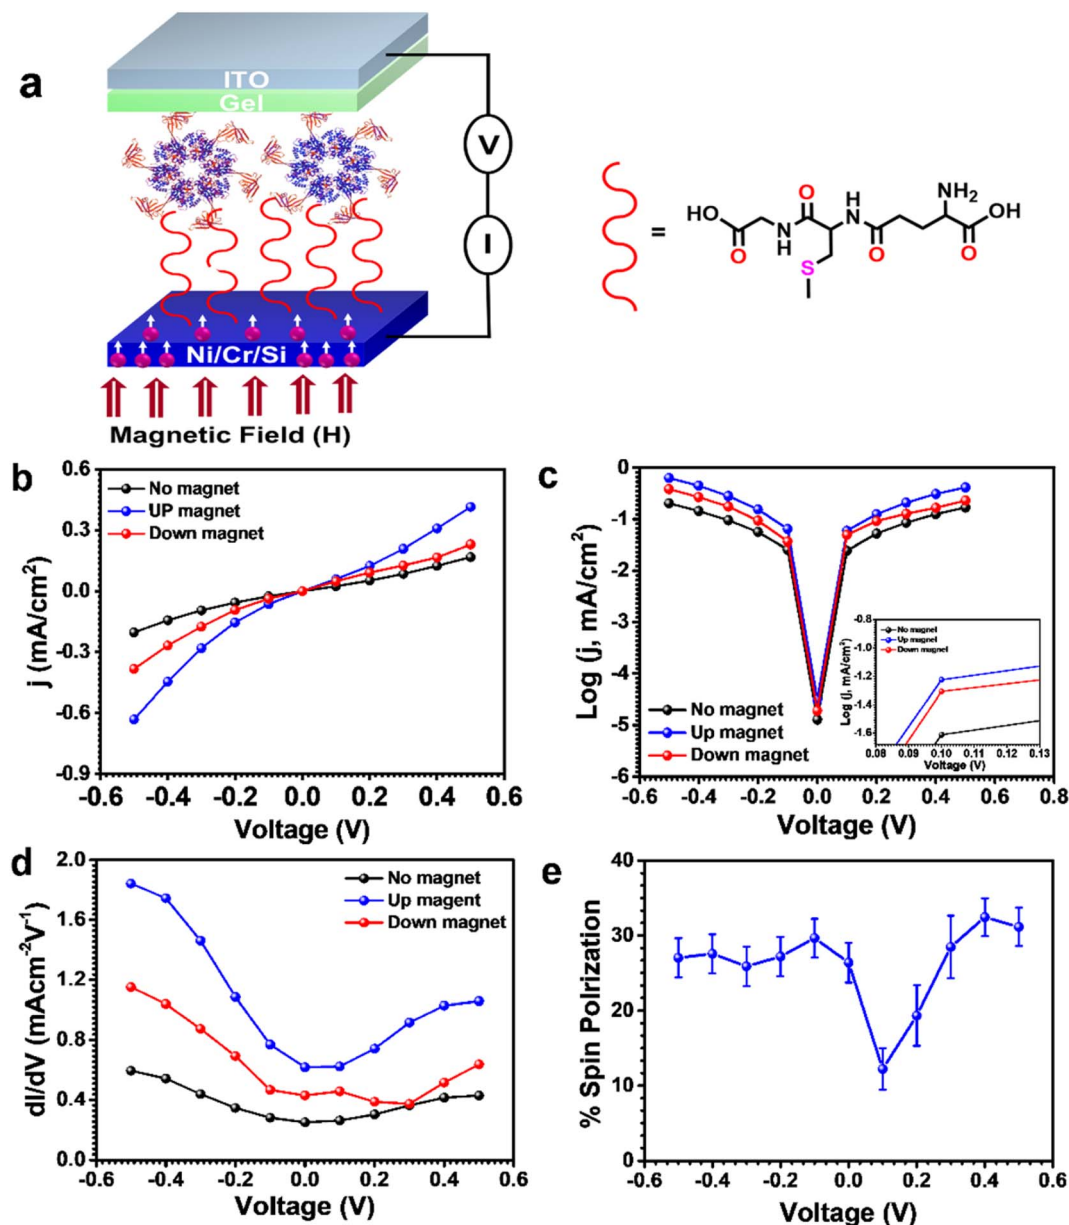 a
ITO
Gel
V
I
Ni/Cr/Si
Magnetic Field (H)
=
HO
O
O
N
H
S
H
N
O
NH₂
OH
O
b
0.6
0.3
0.0
-0.3
-0.6
-0.9
j (mA/cm²)
No magnet
UP magnet
Down magnet
-0.6 -0.4 -0.2 0.0 0.2 0.4 0.6
Voltage (V)
c
0
-1
-2
-3
-4
-5
-6
Log (j, mA/cm²)
No magnet
Up magnet
Down magnet
-0.8
-1.0
-1.2
-1.4
-1.6
Log (j, mA/cm²)
No magnet
Up magnet
Down magnet
0.08 0.09 0.10 0.11 0.12 0.13
Voltage (V)
-0.6 -0.4 -0.2 0.0 0.2 0.4 0.6 0.8
Voltage (V)
d
2.0
1.6
1.2
0.8
0.4
0.0
dI/dV (mAcm⁻²V⁻¹)
No magnet
Up magent
Down magnet
-0.6 -0.4 -0.2 0.0 0.2 0.4 0.6
Voltage (V)
e
40
30
20
10
0
% Spin Polrization
-0.6 -0.4 -0.2 0.0 0.2 0.4 0.6
Voltage (V)